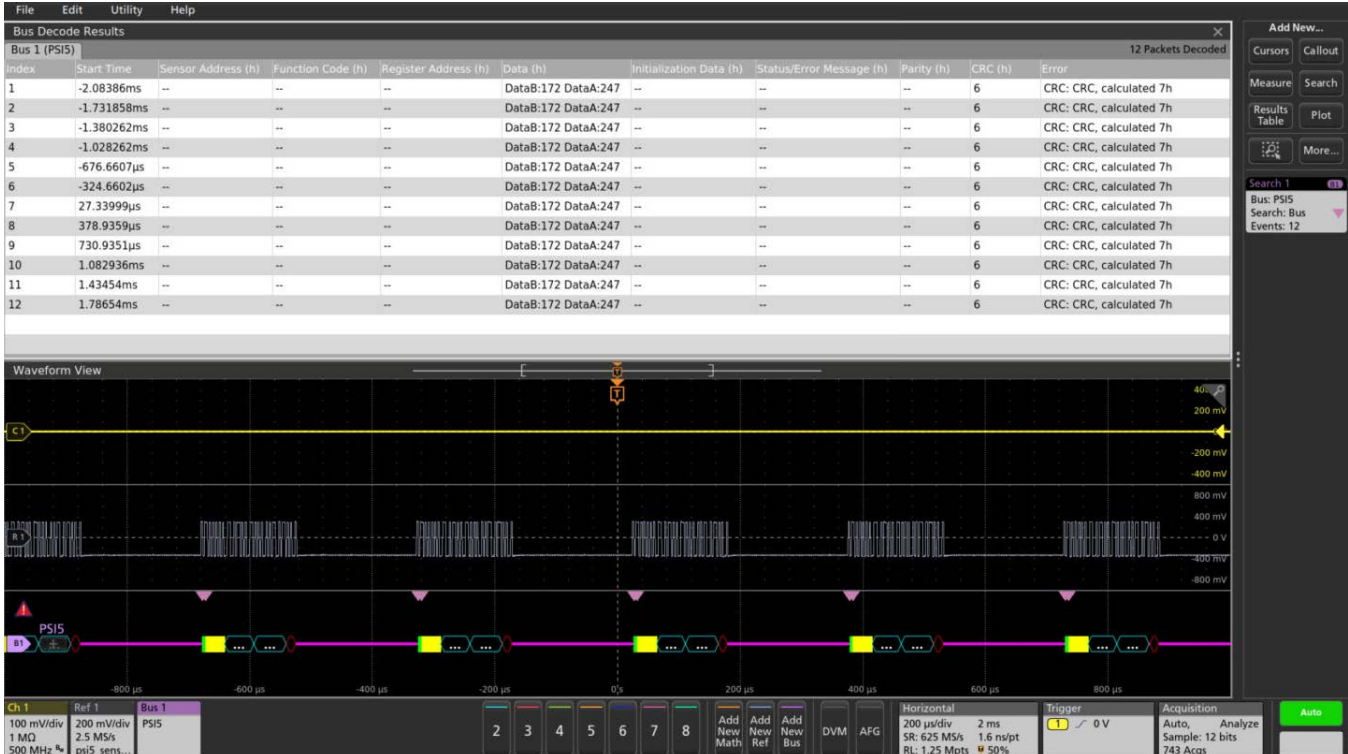 File Edit Utility Help
Bus Decode Results
Bus 1 (PSI5) 12 Packets Decoded
Index Start Time Sensor Address (h) Function Code (h) Register Address (h) Data (h) Initialization Data (h) Status/Error Message (h) Parity (h) CRC (h) Error
1 -2.08386ms -- -- -- DataB:172 DataA:247 -- -- -- 6 CRC: CRC, calculated 7h
2 -1.731858ms -- -- -- DataB:172 DataA:247 -- -- -- 6 CRC: CRC, calculated 7h
3 -1.380262ms -- -- -- DataB:172 DataA:247 -- -- -- 6 CRC: CRC, calculated 7h
4 -1.028262ms -- -- -- DataB:172 DataA:247 -- -- -- 6 CRC: CRC, calculated 7h
5 -676.6607µs -- -- -- DataB:172 DataA:247 -- -- -- 6 CRC: CRC, calculated 7h
6 -324.6602µs -- -- -- DataB:172 DataA:247 -- -- -- 6 CRC: CRC, calculated 7h
7 27.33999µs -- -- -- DataB:172 DataA:247 -- -- -- 6 CRC: CRC, calculated 7h
8 378.9359µs -- -- -- DataB:172 DataA:247 -- -- -- 6 CRC: CRC, calculated 7h
9 730.9351µs -- -- -- DataB:172 DataA:247 -- -- -- 6 CRC: CRC, calculated 7h
10 1.082936ms -- -- -- DataB:172 DataA:247 -- -- -- 6 CRC: CRC, calculated 7h
11 1.43454ms -- -- -- DataB:172 DataA:247 -- -- -- 6 CRC: CRC, calculated 7h
12 1.78654ms -- -- -- DataB:172 DataA:247 -- -- -- 6 CRC: CRC, calculated 7h
Waveform View
T
T
200 mV
C1
-200 mV
-400 mV
800 mV
400 mV
R1 0 V
-400 mV
-800 mV
PSI5
B1 + ... ... ... ... ... ... ... ... ... ...
-800 µs -600 µs -400 µs -200 µs 0 s 200 µs 400 µs 600 µs 800 µs
Add New...
Cursors Callout
Measure Search
Results Table Plot
More...
Search 1 B1
Bus: PSI5
Search: Bus
Events: 12
Ch 1
100 mV/div
1 MΩ
500 MHz
Ref 1
200 mV/div
2.5 MS/s
psi5_sens...
Bus 1
PSI5
2 3 4 5 6 7 8
Add New Math
Add New Ref
Add New Bus
DVM AFG
Horizontal
200 µs/div 2 ms
SR: 625 MS/s 1.6 ns/pt
RL: 1.25 Mpts 50%
Trigger
1 0 V
Acquisition
Auto, Analyze
Sample: 12 bits
743 Acqs
Auto